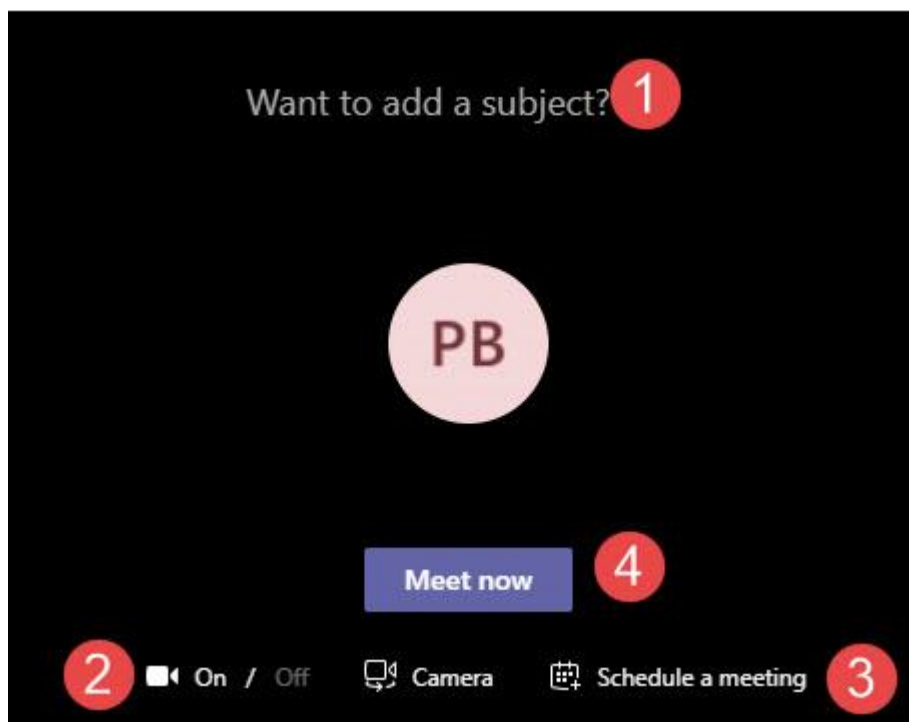 Want to add a subject? 1
PB
Meet now 4
2 On / Off Camera Schedule a meeting 3